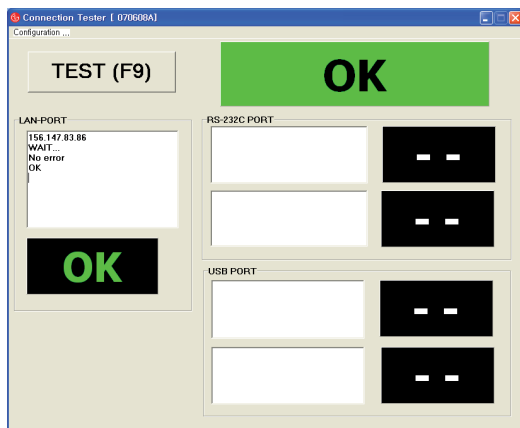 Connection Tester [ 070608A]
Configuration ,,,
TEST (F9)
OK
LAN-PORT
156.147.83.86
WAIT...
No error
OK
OK
RS-232C PORT
- -
- -
USB PORT
- -
- -